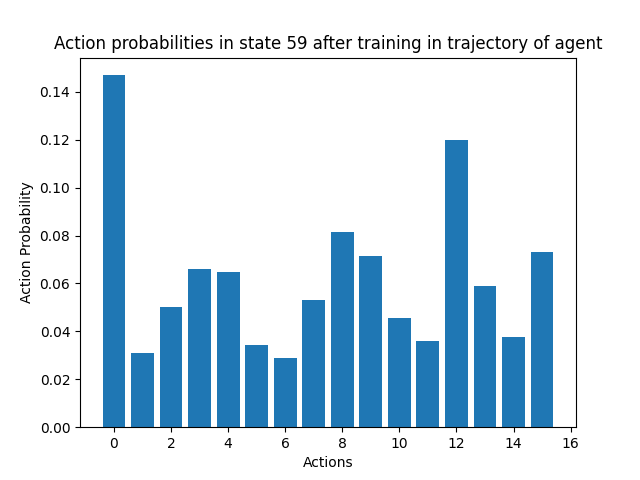 Action probabilities in state 59 after training in trajectory of agent
0.14
0.12
0.10
0.08
0.06
0.04
0.02
0.00
Action Probability
0 2 4 6 8 10 12 14 16
Actions